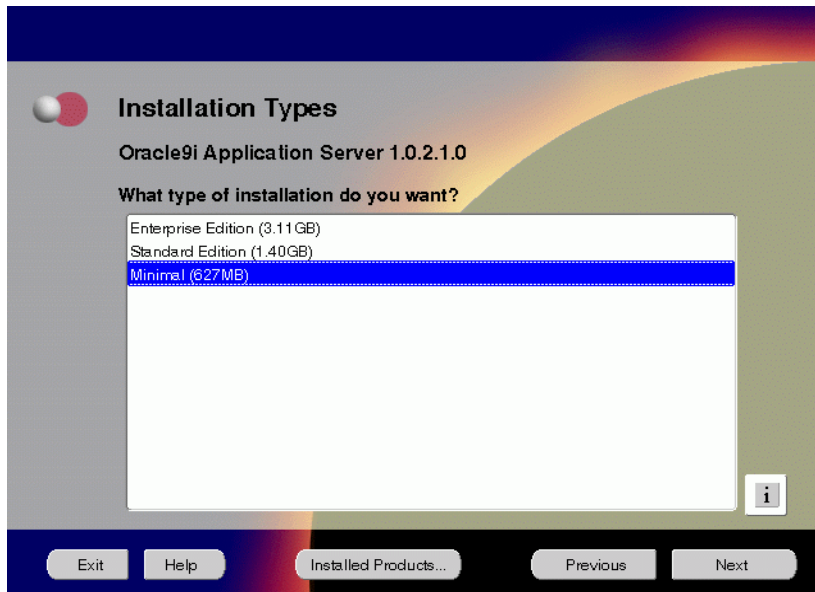 Installation Types
Oracle9i Application Server 1.0.2.1.0
What type of installation do you want?
Enterprise Edition (3.11GB)
Standard Edition (1.40GB)
Minimal (627MB)
i
Exit
Help
Installed Products...
Previous
Next